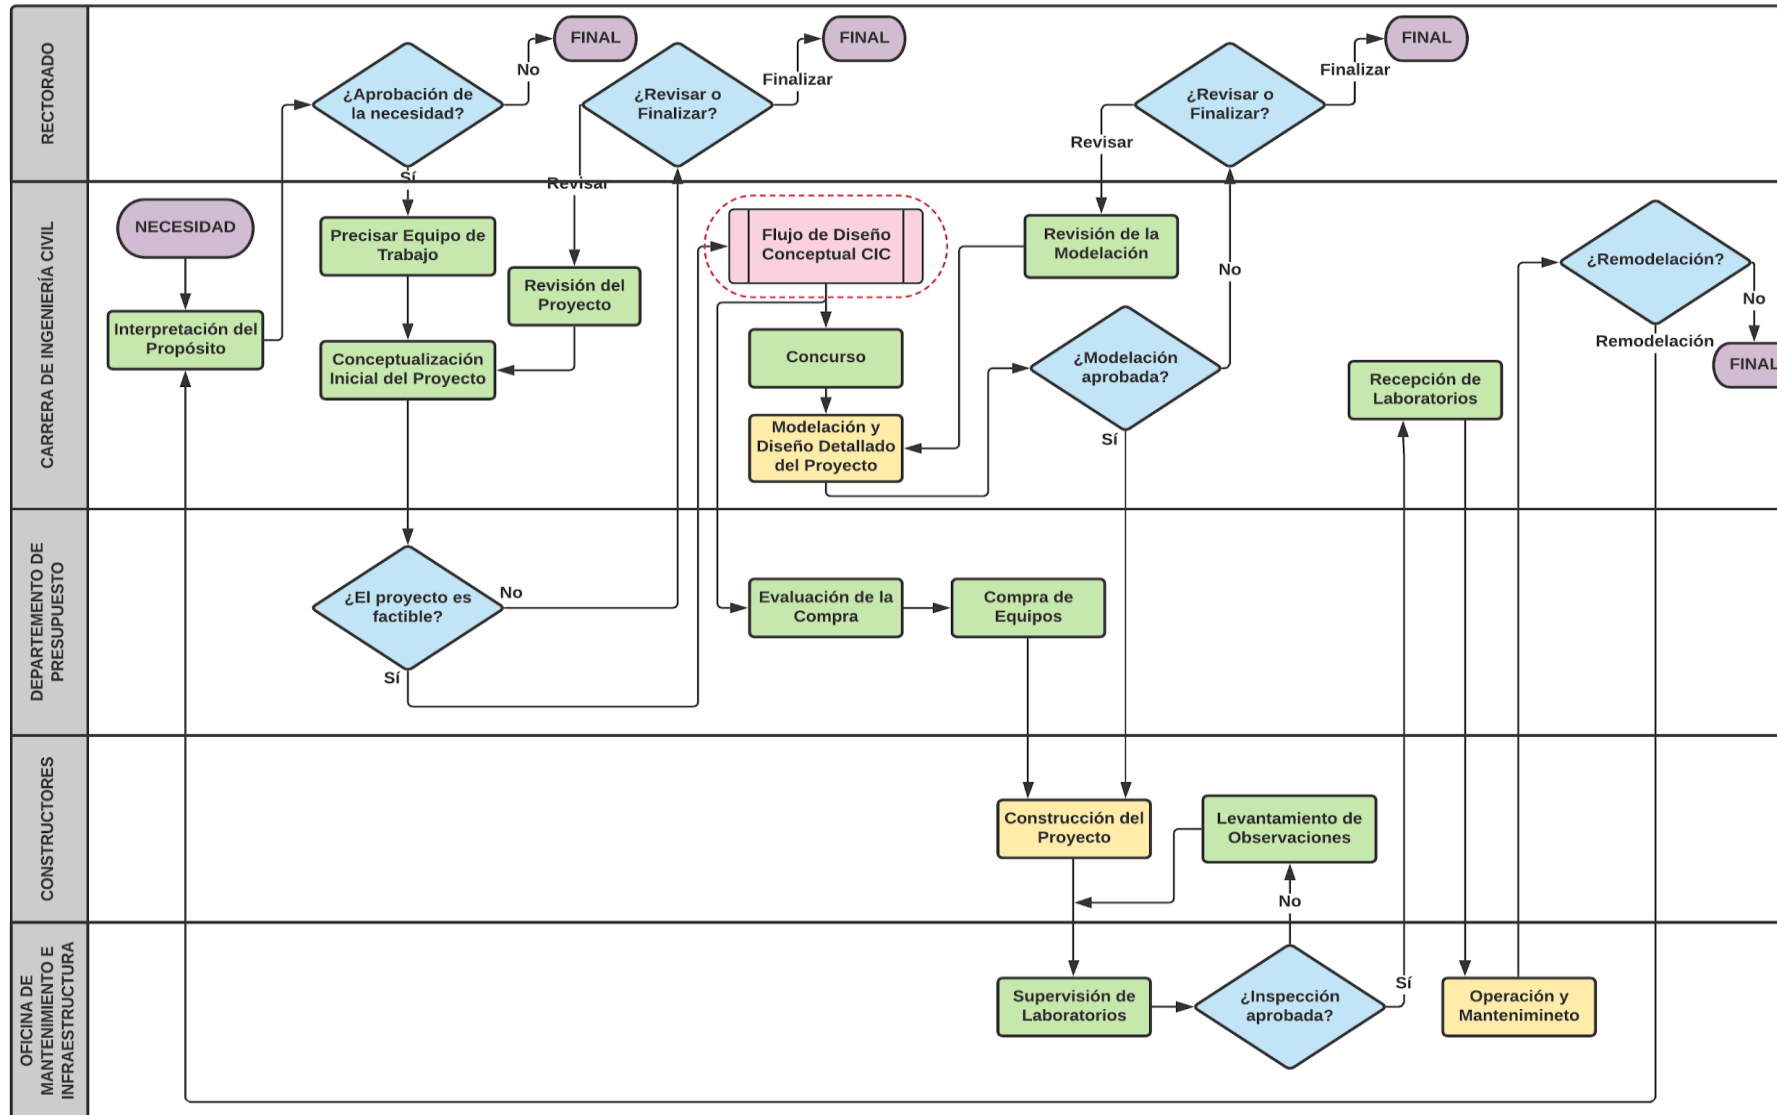 RECTORADO
¿Aprobación de
la necesidad?
No
FINAL
Sí
¿Revisar o
Finalizar?
Finalizar
FINAL
Revisar
¿Revisar o
Finalizar?
Finalizar
FINAL
Revisar
CARRERA DE INGENIERÍA CIVIL
NECESIDAD
Interpretación del
Propósito
Precisar Equipo de
Trabajo
Conceptualización
Inicial del Proyecto
Revisión del
Proyecto
Flujo de Diseño
Conceptual CIC
Concurso
Modelación y
Diseño Detallado
del Proyecto
Revisión de la
Modelación
¿Modelación
aprobada?
No
Sí
Recepción de
Laboratorios
¿Remodelación?
No
Remodelación
FINAL
DEPARTAMENTO DE
PRESUPUESTO
¿El proyecto es
factible?
No
Sí
Evaluación de la
Compra
Compra de
Equipos
CONSTRUCTORES
Construcción del
Proyecto
Levantamiento de
Observaciones
No
OFICINA DE
MANTENIMIENTO E
INFRAESTRUCTURA
Supervisión de
Laboratorios
¿Inspección
aprobada?
Sí
Operación y
Mantenimineto